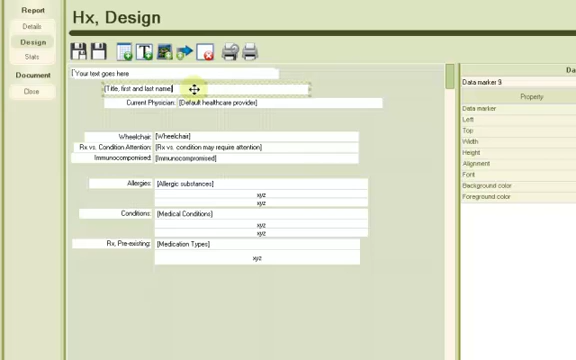 Report
Details
Design
Stats
Document
Close
Hx, Design
Your text goes here
[Title, first and last name]
Current Physician: [Default healthcare provider]
Wheelchair: [Wheelchair]
Rx vs. Condition Attention: [Rx vs. condition may require attention]
Immunocompomised: [Immunocompromised]
Allergies: [Allergic substances]
xyz
xyz
Conditions: [Medical Conditions]
xyz
xyz
Rx, Pre-existing: [Medication Types]
xyz
Da
Data marker 9
Property
Data marker
Left
Top
Width
Height
Alignment
Font
Background color
Foreground color